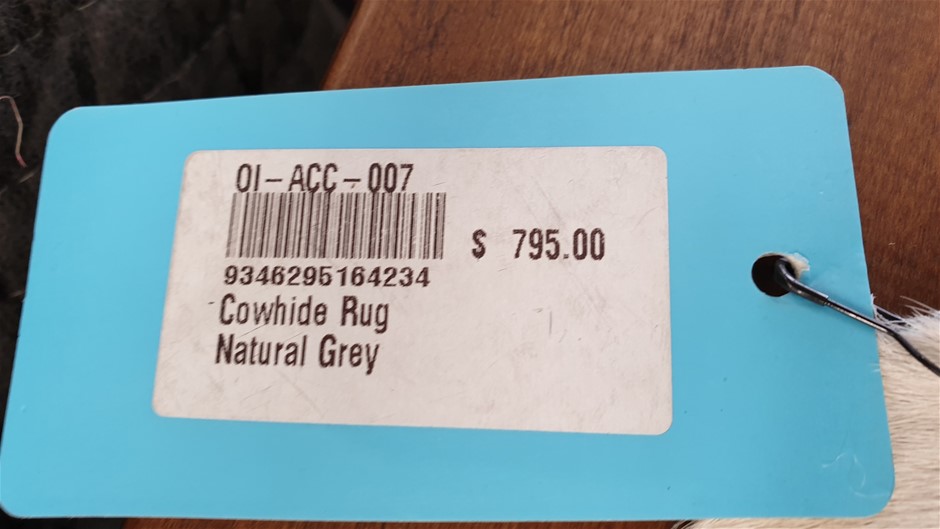 OI-ACC-007
$ 795.00
9346295164234
Cowhide Rug
Natural Grey